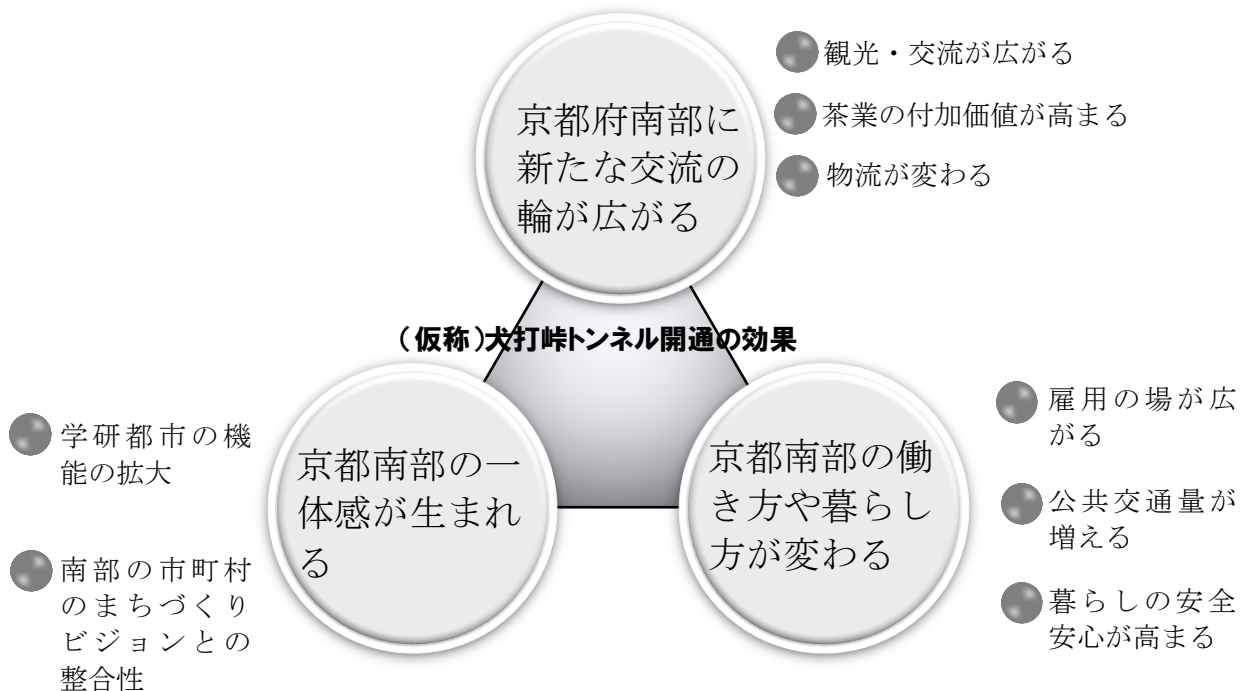 京都府南部に
新たな交流の
輪が広がる
観光・交流が広がる
茶業の付加価値が高まる
物流が変わる
（仮称）犬打峠トンネル開通の効果
学研都市の機
能の拡大
南部の市町村
のまちづくり
ビジョンとの
整合性
京都南部の一
体感が生まれ
る
京都南部の働
き方や暮らし
方が変わる
雇用の場が広
がる
公共交通量が
増える
暮らしの安全
安心が高まる